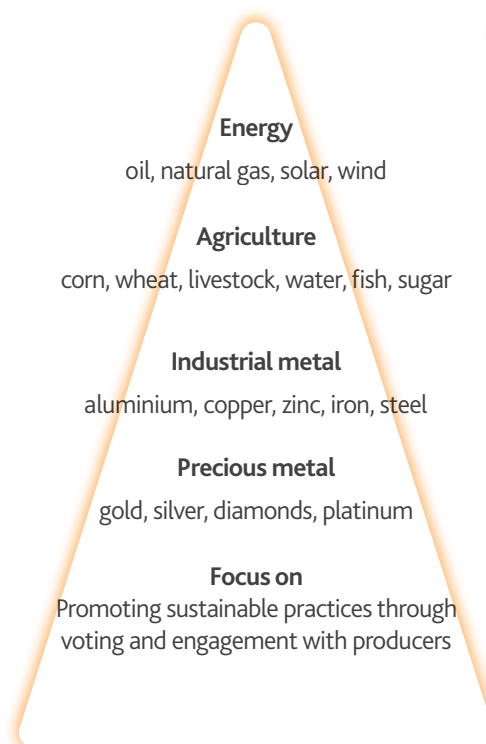 Energy
oil, natural gas, solar, wind
Agriculture
corn, wheat, livestock, water, fish, sugar
Industrial metal
aluminium, copper, zinc, iron, steel
Precious metal
gold, silver, diamonds, platinum
Focus on
Promoting sustainable practices through
voting and engagement with producers